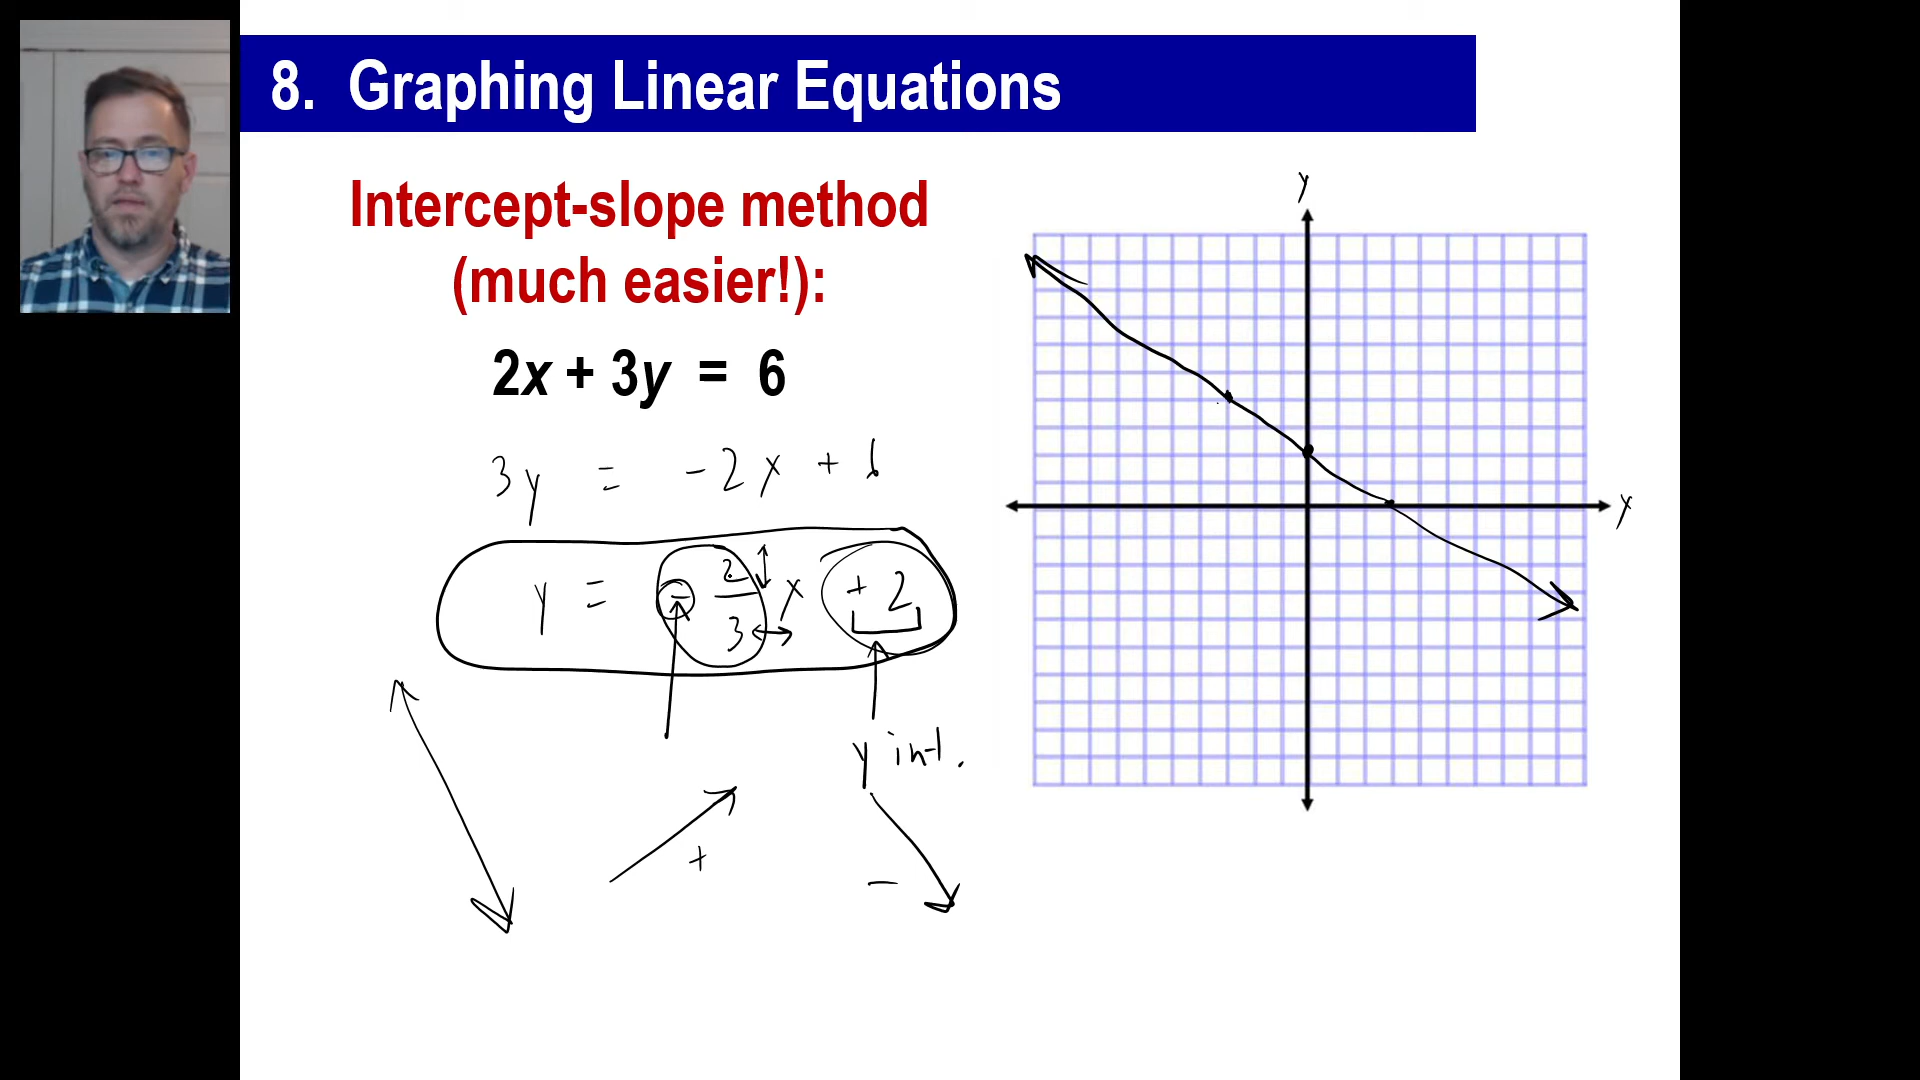 8. Graphing Linear Equations
Intercept-slope method
(much easier!):
2x + 3y = 6
3y = -2x + 6
y = - 2/3 x + 2
y int.
+
-
y
x